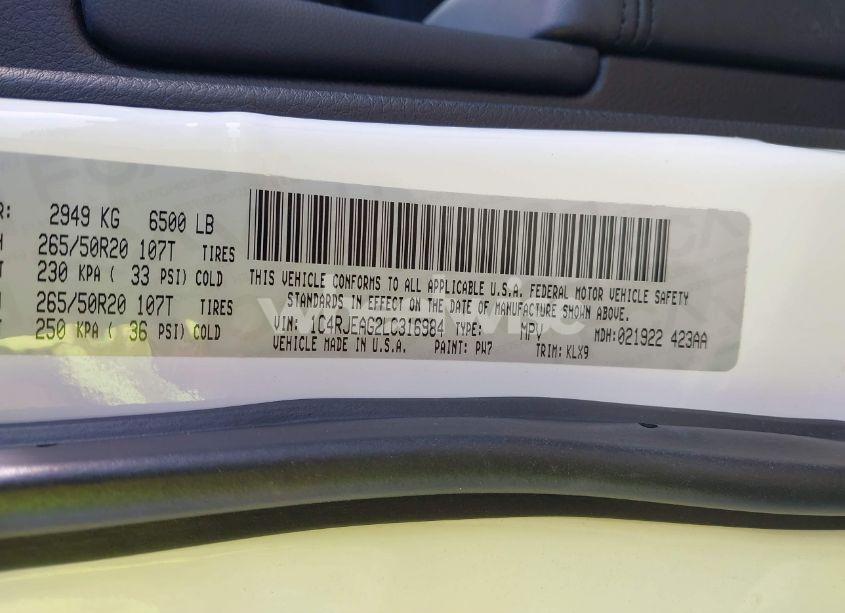 R: 2949 KG 6500 LB
265/50R20 107T TIRES
230 KPA ( 33 PSI) COLD
265/50R20 107T TIRES
250 KPA ( 36 PSI) COLD
THIS VEHICLE CONFORMS TO ALL APPLICABLE U.S.A. FEDERAL MOTOR VEHICLE SAFETY
STANDARDS IN EFFECT ON THE DATE OF MANUFACTURE SHOWN ABOVE.
VIN: 1C4RJEAG2LC316984 TYPE: MPV MDH:021922 423AA
VEHICLE MADE IN U.S.A. PAINT: PW7 TRIM: KLX9